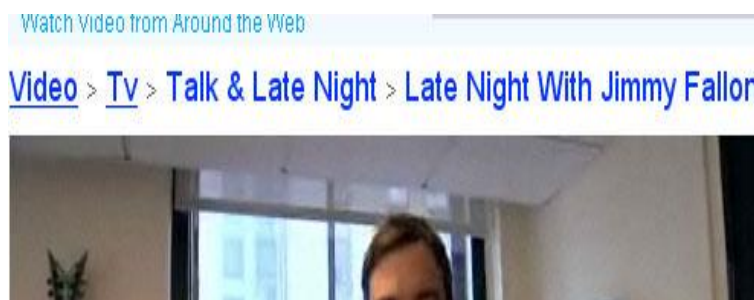 Watch Video from Around the Web
Video > Tv > Talk & Late Night > Late Night With Jimmy Fallon